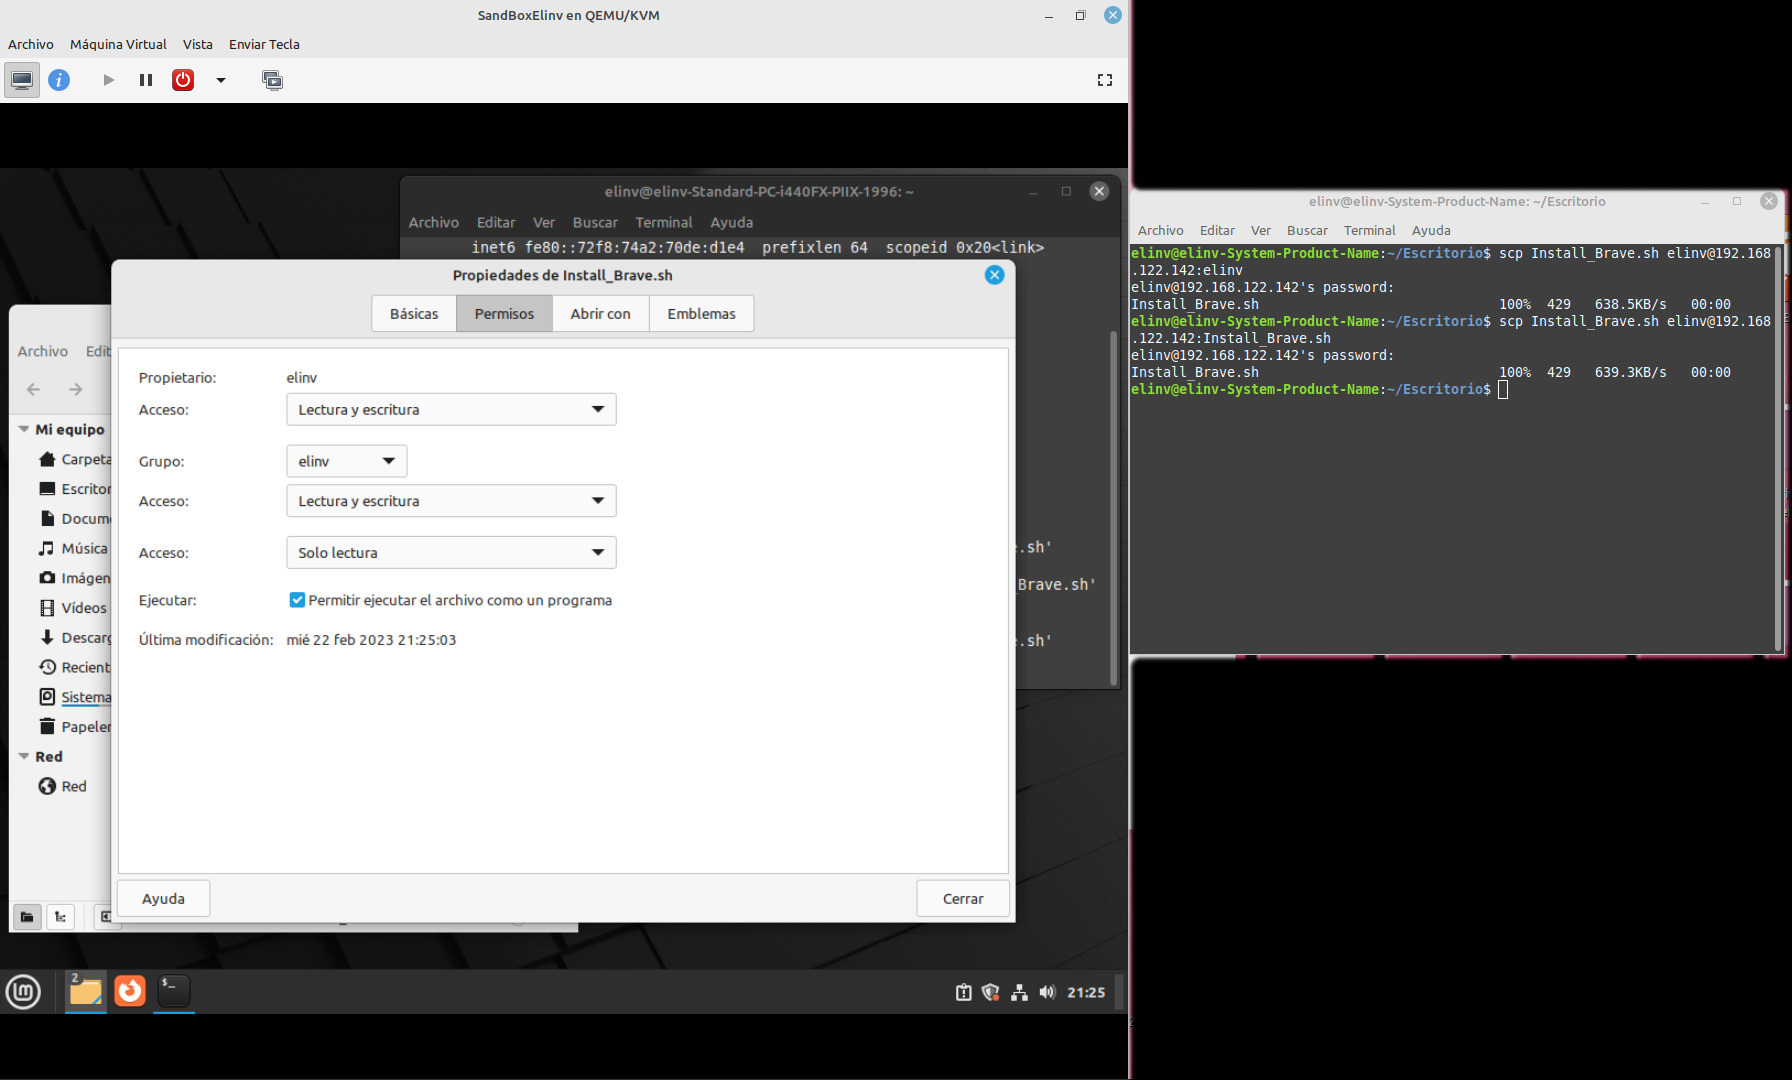 SandBoxElinv en QEMU/KVM
Archivo Máquina Virtual Vista Enviar Tecla
elinv@elinv-Standard-PC-i440FX-PIIX-1996: ~
Archivo Editar Ver Buscar Terminal Ayuda
inet6 fe80::72f8:74a2:70de:d1e4 prefixlen 64 scopeid 0x20<link>
Propiedades de Install_Brave.sh
Básicas Permisos Abrir con Emblemas
Propietario: elinv
Acceso: Lectura y escritura
Grupo: elinv
Acceso: Lectura y escritura
Acceso: Solo lectura
Ejecutar: Permitir ejecutar el archivo como un programa
Última modificación: mié 22 feb 2023 21:25:03
Ayuda Cerrar
.sh'
_Brave.sh'
.sh'
Archivo Edit
Mi equipo
Carpeta
Escritor
Docum
Música
Imágen
Vídeos
Descarg
Recient
Sistema
Papeler
Red
Red
2
21:25
elinv@elinv-System-Product-Name: ~/Escritorio
Archivo Editar Ver Buscar Terminal Ayuda
elinv@elinv-System-Product-Name:~/Escritorio$ scp Install_Brave.sh elinv@192.168
.122.142:elinv
elinv@192.168.122.142's password:
Install_Brave.sh 100% 429 638.5KB/s 00:00
elinv@elinv-System-Product-Name:~/Escritorio$ scp Install_Brave.sh elinv@192.168
.122.142:Install_Brave.sh
elinv@192.168.122.142's password:
Install_Brave.sh 100% 429 639.3KB/s 00:00
elinv@elinv-System-Product-Name:~/Escritorio$